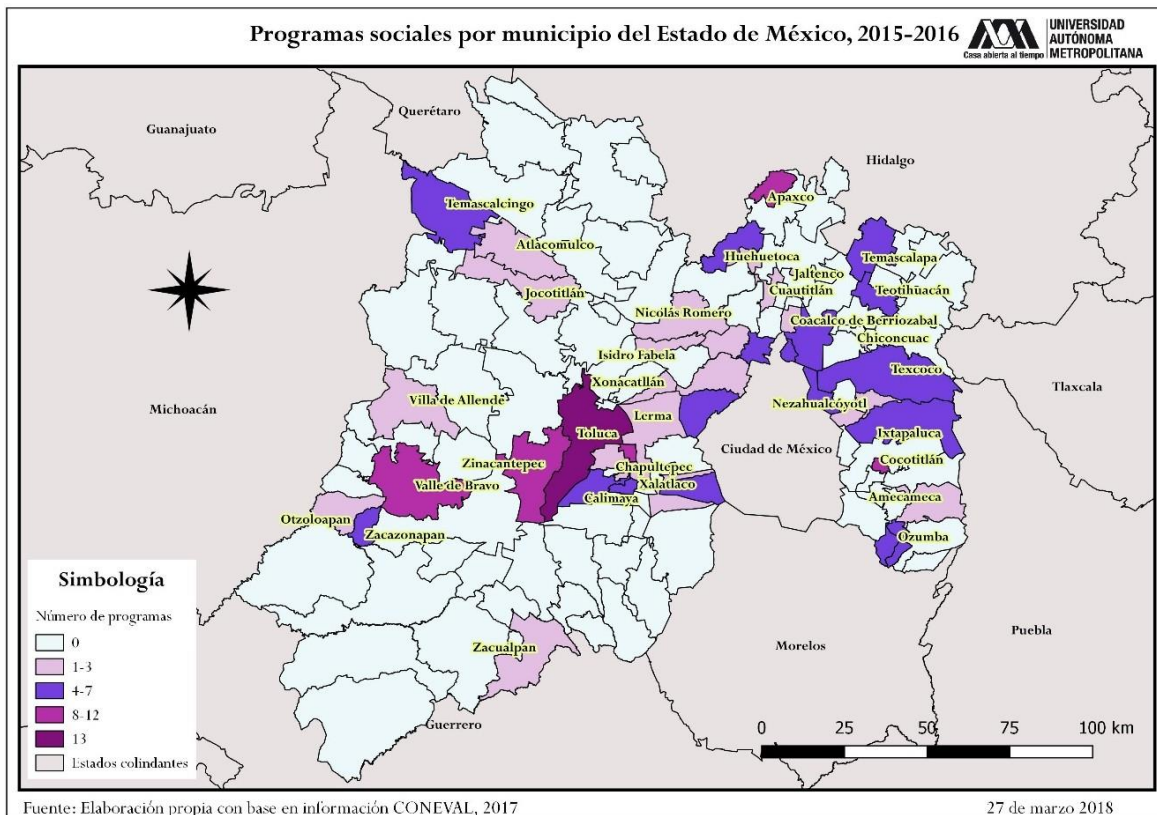 Programas sociales por municipio del Estado de México, 2015-2016
Casa abierta al tiempo
UNIVERSIDAD
AUTÓNOMA
METROPOLITANA
Querétaro
Guanajuato
Hidalgo
Apaxco
Temascalcingo
Atlacomulco
Huehuetoca
Temascalapa
Jaltenco
Cuautitlán
Teotihuacán
Jocotitlán
Nicolás Romero
Coacalco de Berriozabal
Chiconcuac
Isidro Fabela
Texcoco
Xonacatllán
Tlaxcala
Michoacán
Villa de Allende
Nezahualcóyotl
Lerma
Toluca
Ixtapaluca
Ciudad de México
Zinacantepec
Chapultepec
Cocotitlán
Valle de Bravo
Xalatlaco
Calimaya
Amecameca
Otzoloapan
Zacazonapan
Ozumba
Simbología
Número de programas
0
1-3
4-7
8-12
13
Estados colindantes
Zacualpan
Morelos
Puebla
Guerrero
0 25 50 75 100 km
Fuente: Elaboración propia con base en información CONEVAL, 2017
27 de marzo 2018